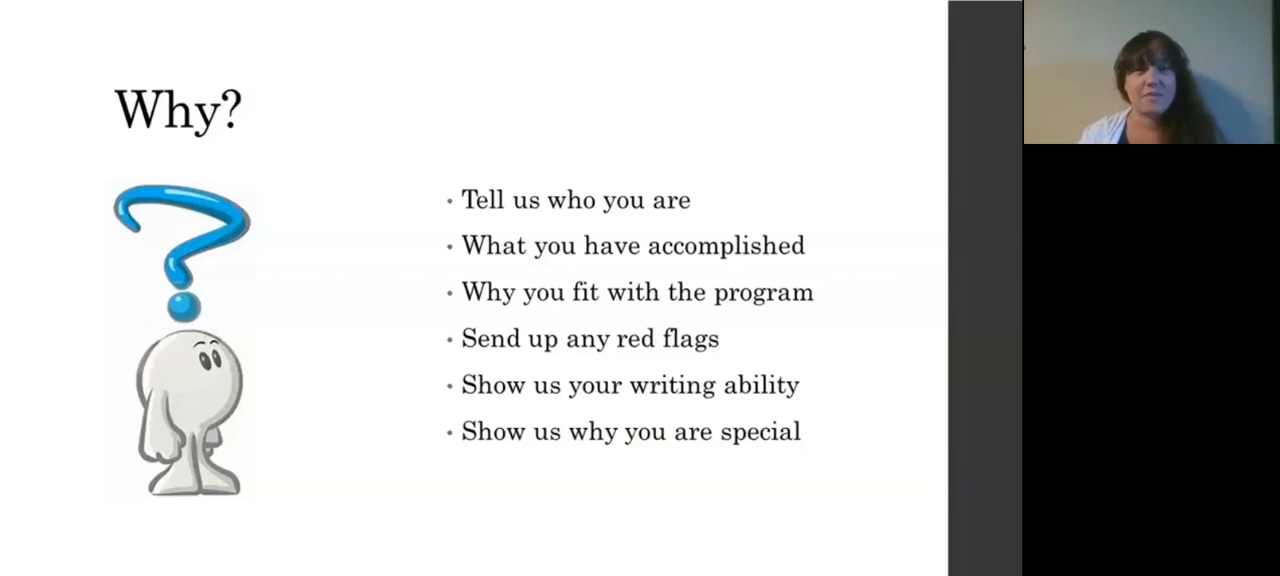 Why?
• Tell us who you are
• What you have accomplished
• Why you fit with the program
• Send up any red flags
• Show us your writing ability
• Show us why you are special